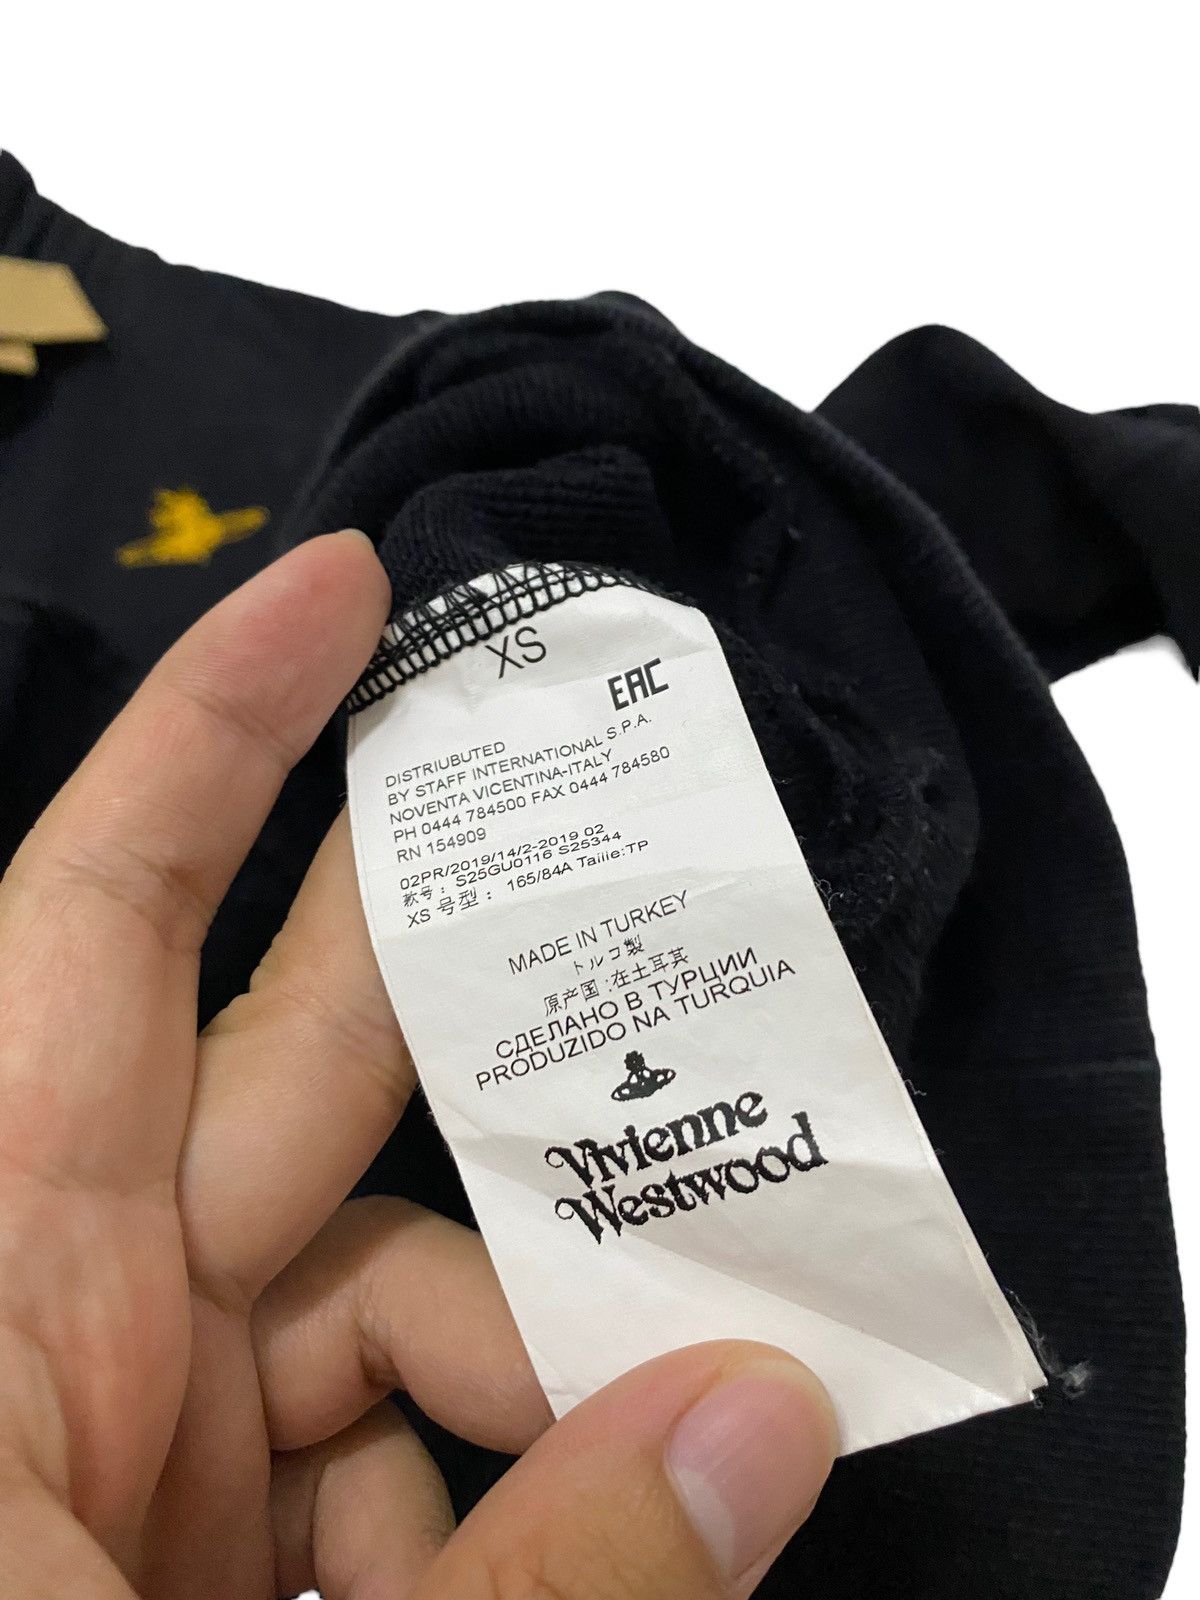 XS
EAC
DISTRIUBUTED
BY STAFF INTERNATIONAL S.P.A.
NOVENTA VICENTINA-ITALY
PH 0444 784500 FAX 0444 784580
RN 154909
02PR/2019/14/2-2019 02
款号: S25GU0116 S25344
XS 号型: 165/84A Taiiie:TP
MADE IN TURKEY
トルコ製
原产国:在土耳其
СДЕЛАНО В ТУРЦИИ
PRODUZIDO NA TURQUIA
Vivienne
Westwood